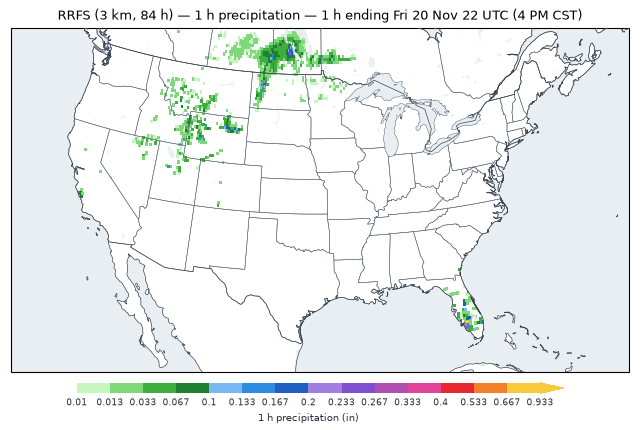 RRFS (3 km, 84 h) — 1 h precipitation — 1 h ending Fri 20 Nov 22 UTC (4 PM CST)
0.01 0.013 0.033 0.067 0.1 0.133 0.167 0.2 0.233 0.267 0.333 0.4 0.533 0.667 0.933
1 h precipitation (in)